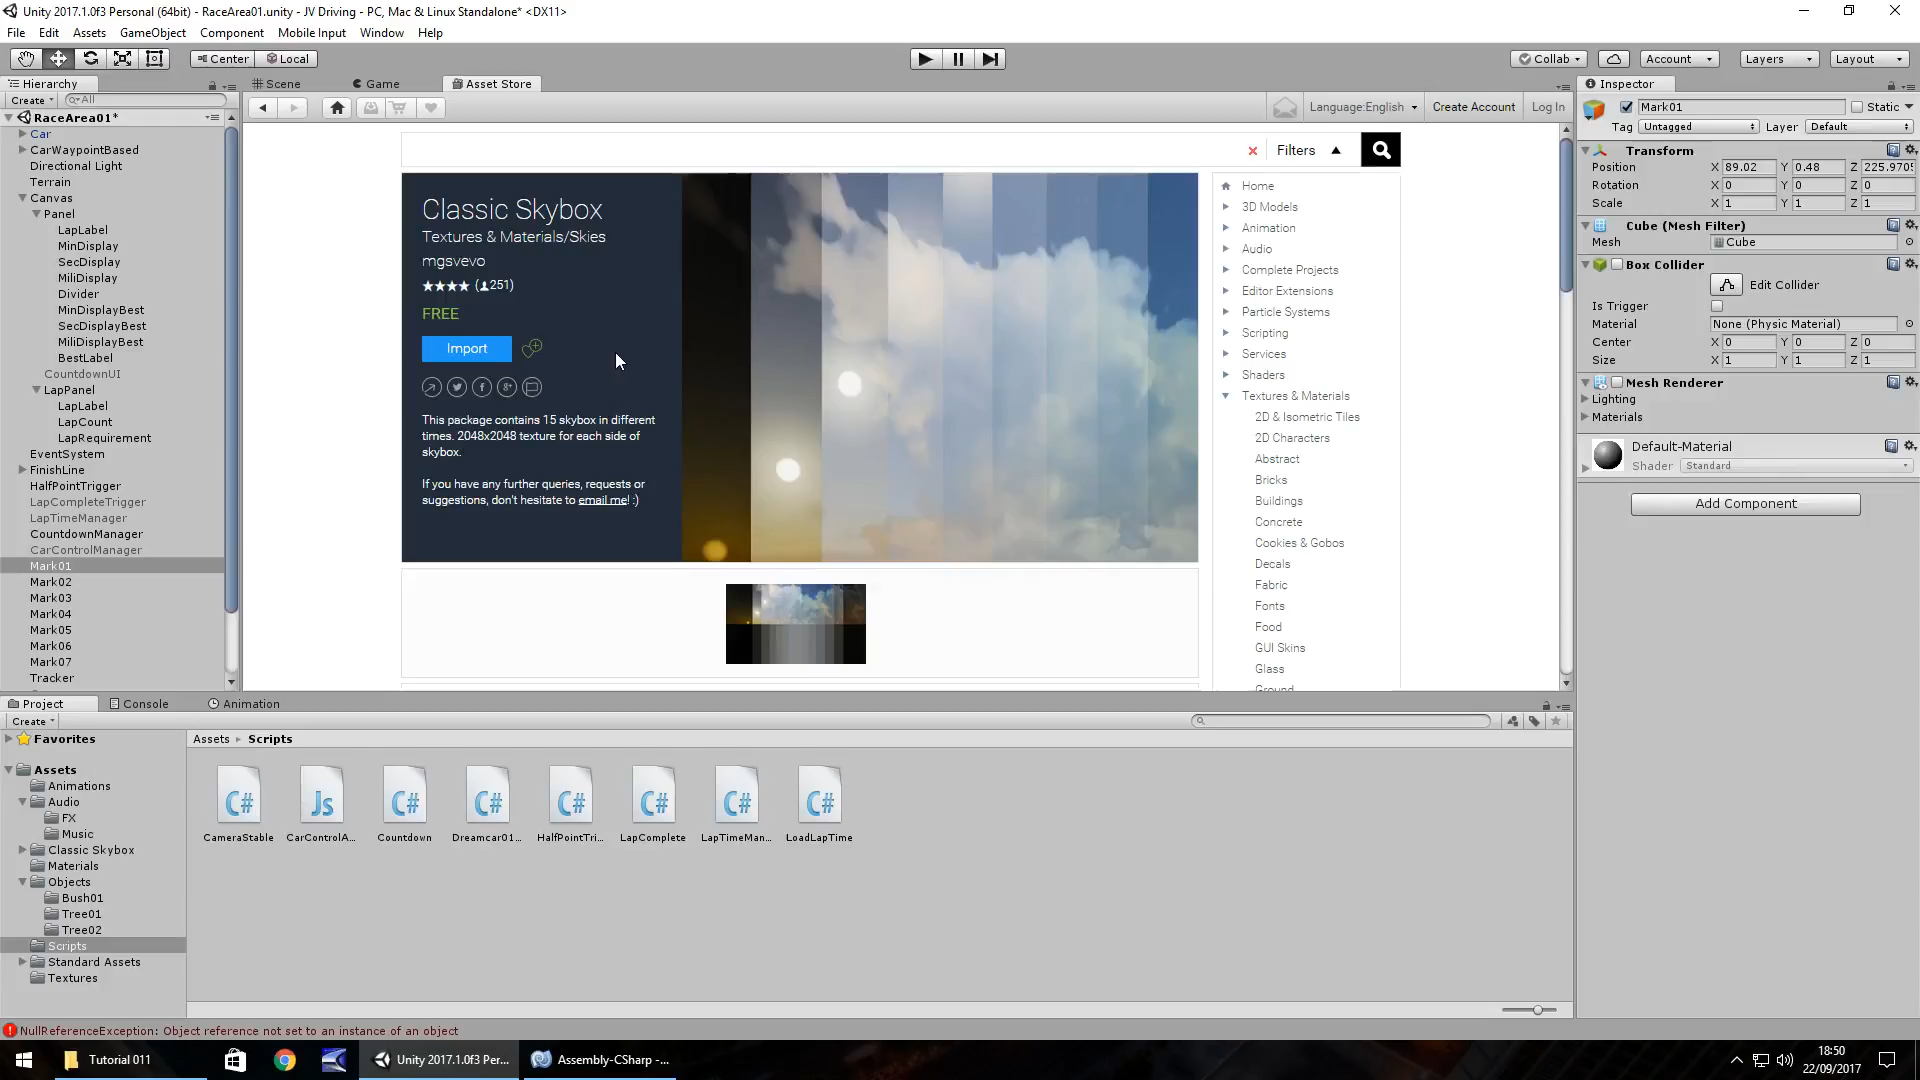 Unity 2017.1.0f3 Personal (64bit) - RaceArea01.unity - JV Driving - PC, Mac & Linux Standalone* <DX11>
File Edit Assets GameObject Component Mobile Input Window Help
Center Local Collab Account Layers Layout
Hierarchy
Create All
RaceArea01*
Car
CarWaypointBased
Directional Light
Terrain
Canvas
Panel
LapLabel
MinDisplay
SecDisplay
MiliDisplay
Divider
MinDisplayBest
SecDisplayBest
MiliDisplayBest
BestLabel
CountdownUI
LapPanel
LapLabel
LapCount
LapRequirement
EventSystem
FinishLine
HalfPointTrigger
LapCompleteTrigger
LapTimeManager
CountdownManager
CarControlManager
Mark01
Mark02
Mark03
Mark04
Mark05
Mark06
Mark07
Tracker
Scene Game Asset Store
Language:English Create Account Log In
Filters
Classic Skybox
Textures & Materials/Skies
mgsvevo
(251)
FREE
Import
This package contains 15 skybox in different
times. 2048x2048 texture for each side of
skybox.
If you have any further queries, requests or
suggestions, don't hesitate to email me! :)
Home
3D Models
Animation
Audio
Complete Projects
Editor Extensions
Particle Systems
Scripting
Services
Shaders
Textures & Materials
2D & Isometric Tiles
2D Characters
Abstract
Bricks
Buildings
Concrete
Cookies & Gobos
Decals
Fabric
Fonts
Food
GUI Skins
Glass
Ground
Inspector
Mark01 Static
Tag Untagged Layer Default
Transform
Position X 89.02 Y 0.48 Z 225.9705
Rotation X 0 Y 0 Z 0
Scale X 1 Y 1 Z 1
Cube (Mesh Filter)
Mesh Cube
Box Collider
Edit Collider
Is Trigger
Material None (Physic Material)
Center X 0 Y 0 Z 0
Size X 1 Y 1 Z 1
Mesh Renderer
Lighting
Materials
Default-Material
Shader Standard
Add Component
Project Console Animation
Create
Favorites
Assets
Animations
Audio
FX
Music
Classic Skybox
Materials
Objects
Bush01
Tree01
Tree02
Scripts
Standard Assets
Textures
Assets Scripts
C# Js C# C# C# C# C# C#
CameraStable CarControlA... Countdown Dreamcar01... HalfPointTri... LapComplete LapTimeMan... LoadLapTime
NullReferenceException: Object reference not set to an instance of an object
Tutorial 011 Unity 2017.1.0f3 Per... Assembly-CSharp -...
18:50
22/09/2017